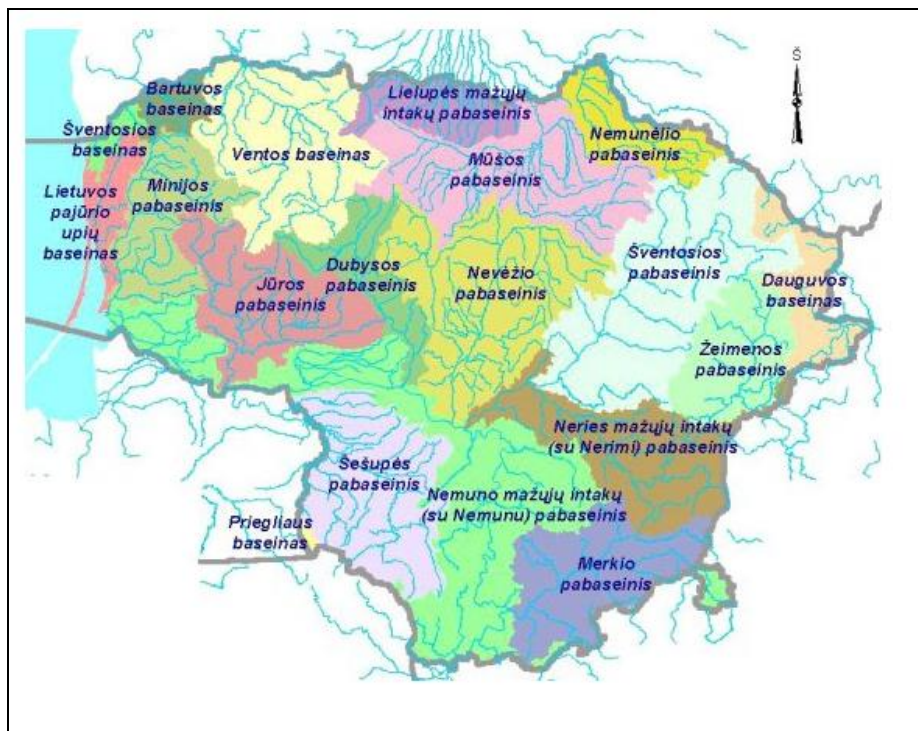 Š
Bartuvos
baseinas
Lielupės mažųjų
intakų pabaseinis
Šventosios
baseinas
Ventos baseinas
Nemunėlio
pabaseinis
Mūšos
pabaseinis
Lietuvos
pajūrio
upių
baseinas
Minijos
pabaseinis
Dubysos
pabaseinis
Nevėžio
pabaseinis
Šventosios
pabaseinis
Jūros
pabaseinis
Dauguvos
baseinas
Žeimenos
pabaseinis
Neries mažųjų intakų
(su Nerimi) pabaseinis
Šešupės
pabaseinis
Nemuno mažųjų intakų
(su Nemunu) pabaseinis
Priegliaus
baseinas
Merkio
pabaseinis